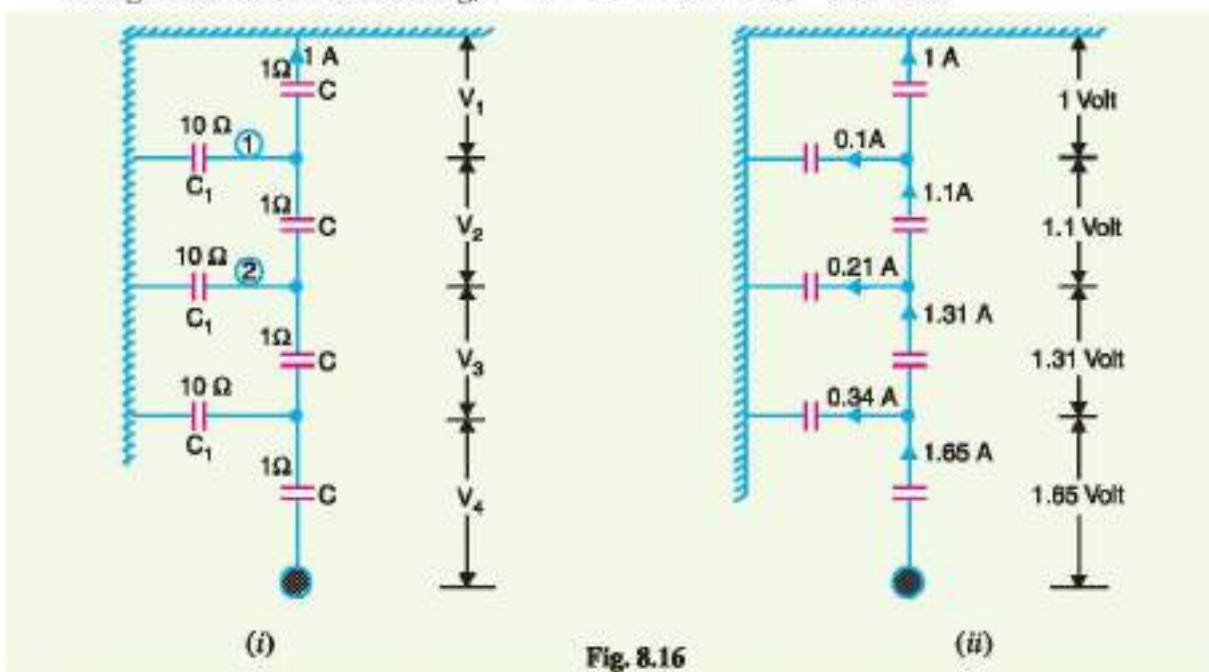 1 A
1Ω
C
V₁
10 Ω
①
C₁
1Ω
C
V₂
10 Ω
②
C₁
1Ω
C
V₃
10 Ω
C₁
1Ω
C
V₄
(i)
1 A
1 Volt
0.1A
1.1A
1.1 Volt
0.21 A
1.31 A
1.31 Volt
0.34 A
1.65 A
1.65 Volt
(ii)
Fig. 8.16